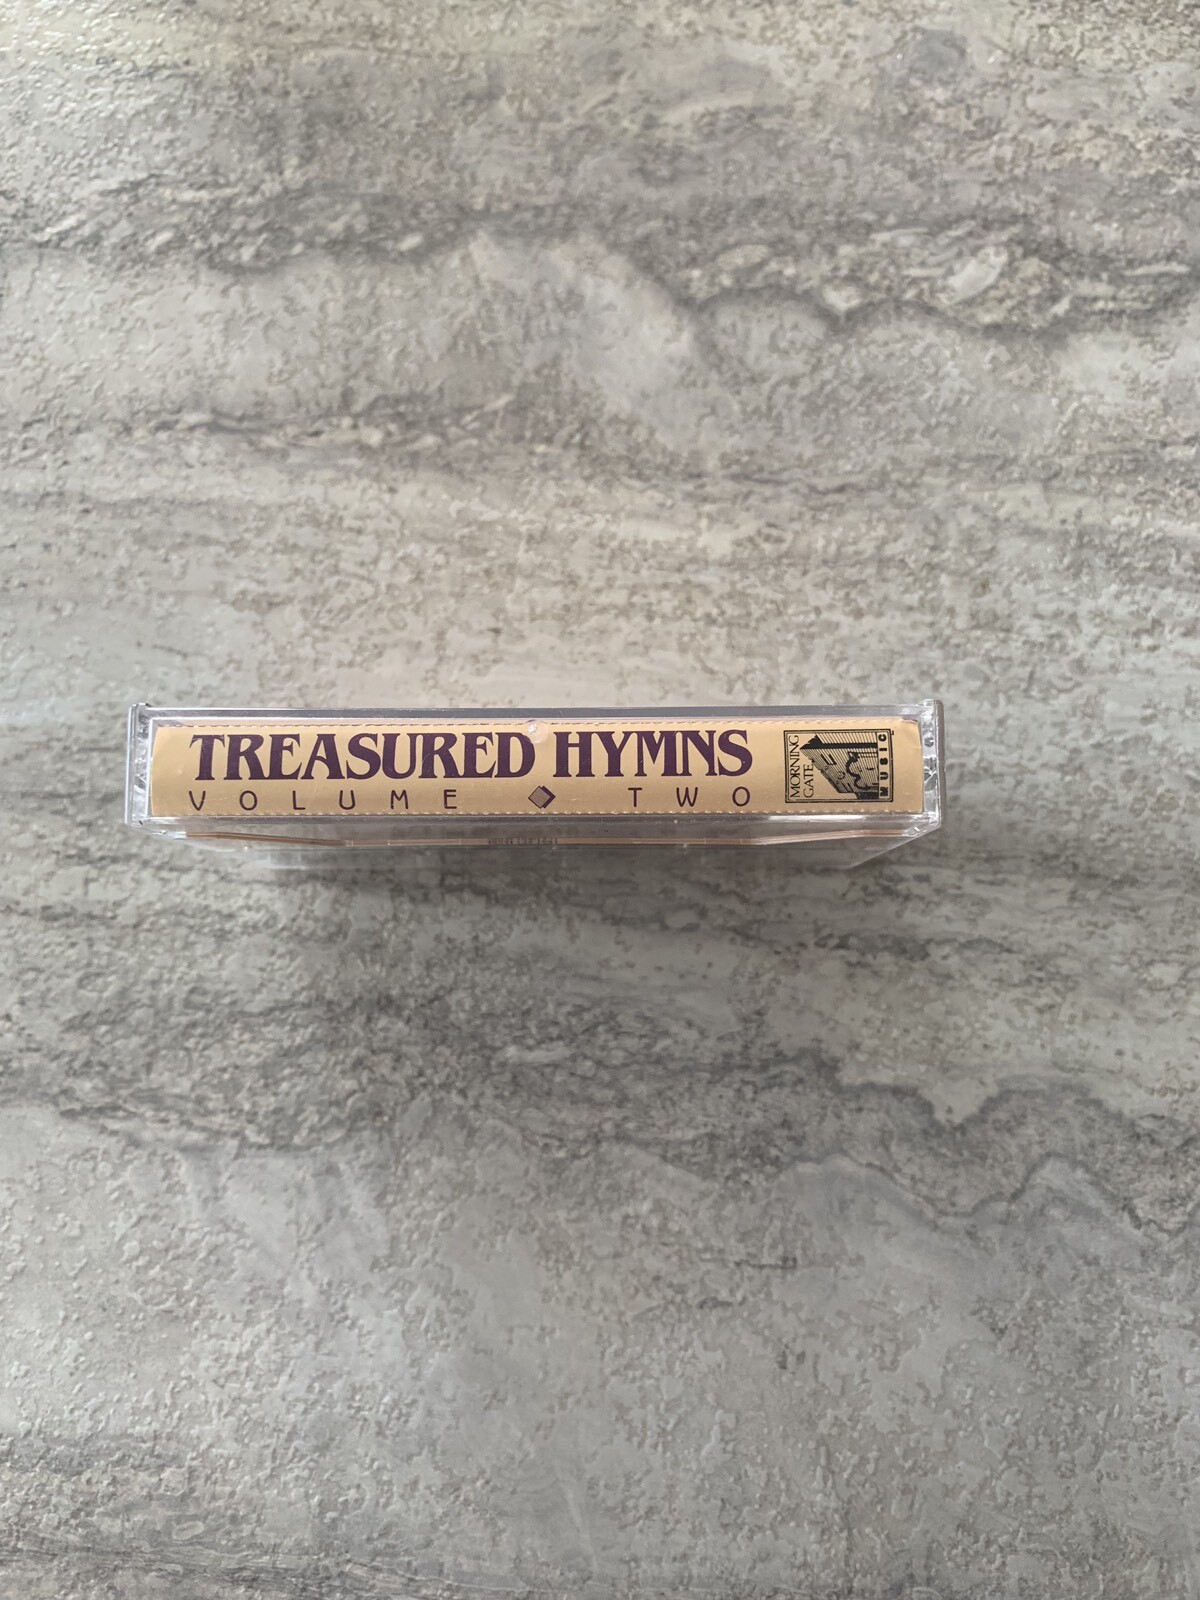 TREASURED HYMNS
VOLUME TWO
MORNING
GATE
MUSIC